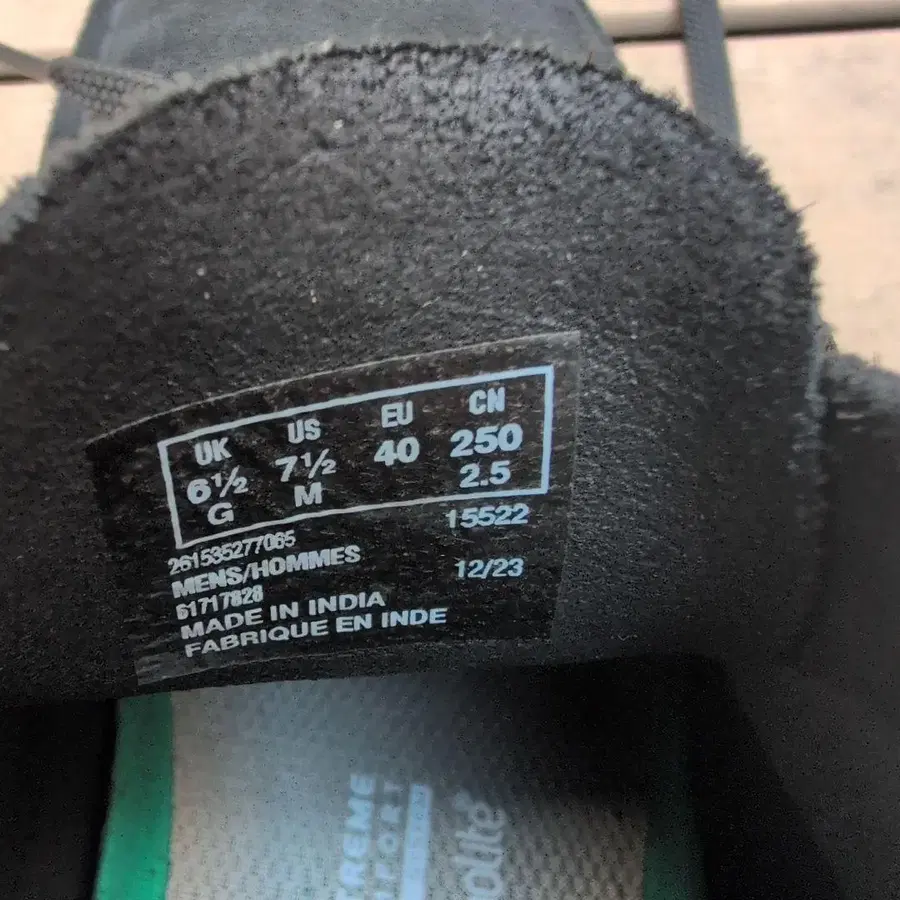 UK US EU CN
6½ 7½ 40 250
G M 2.5
261535277065 15522
MENS/HOMMES 12/23
61717828
MADE IN INDIA
FABRIQUE EN INDE